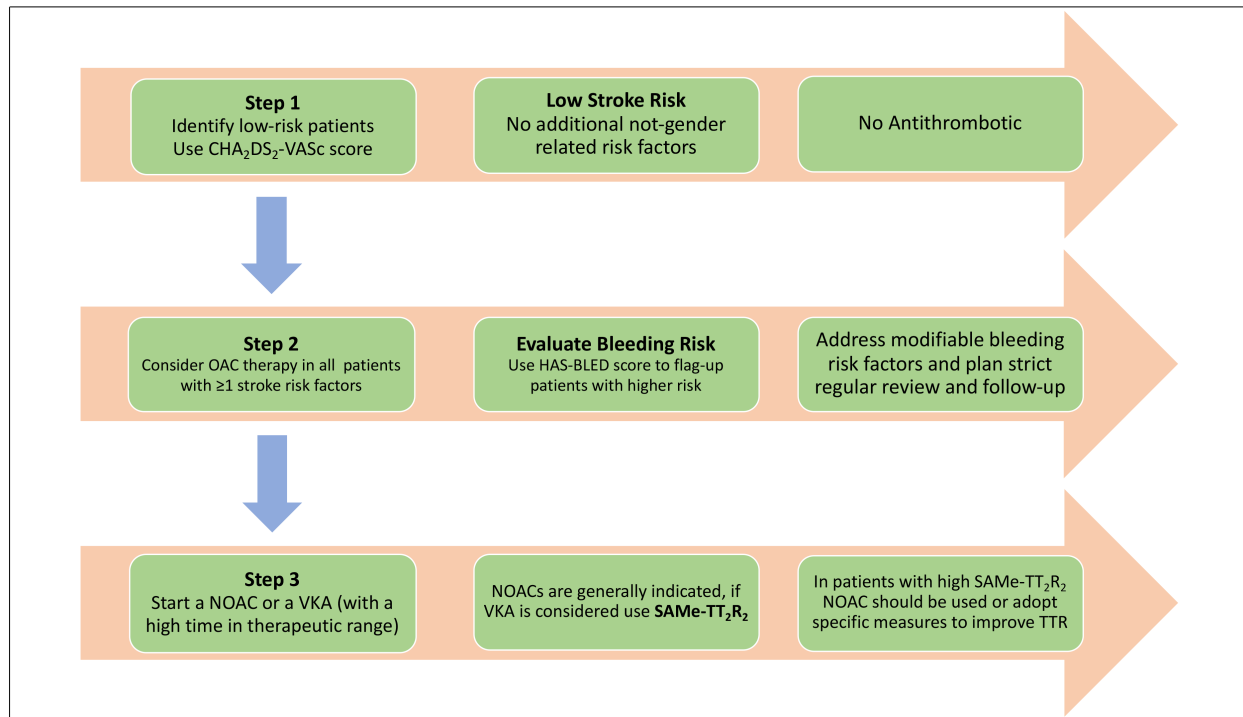 Step 1
Identify low-risk patients
Use CHA₂DS₂-VASc score
Low Stroke Risk
No additional not-gender
related risk factors
No Antithrombotic
Step 2
Consider OAC therapy in all patients
with ≥1 stroke risk factors
Evaluate Bleeding Risk
Use HAS-BLED score to flag-up
patients with higher risk
Address modifiable bleeding
risk factors and plan strict
regular review and follow-up
Step 3
Start a NOAC or a VKA (with a
high time in therapeutic range)
NOACs are generally indicated, if
VKA is considered use SAMe-TT₂R₂
In patients with high SAMe-TT₂R₂
NOAC should be used or adopt
specific measures to improve TTR